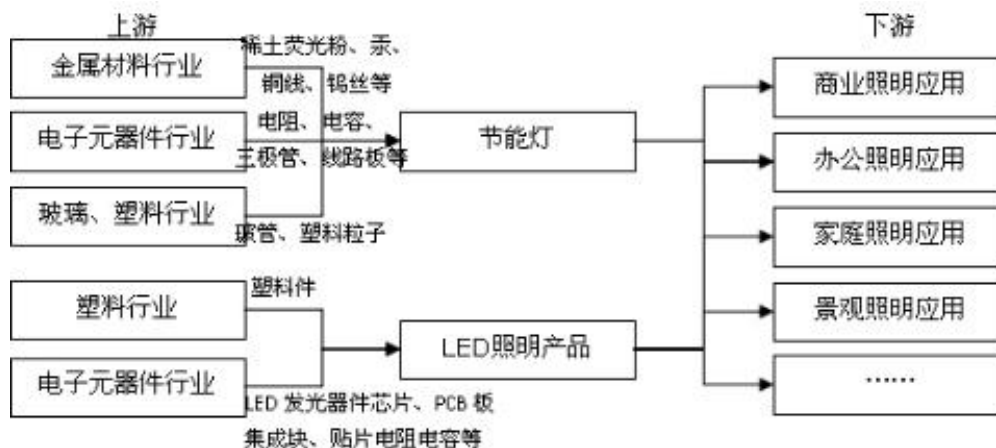 上游
下游
金属材料行业
稀土荧光粉、汞、
铜线、钨丝等
电子元器件行业
电阻、电容、
三极管、线路板等
玻璃、塑料行业
玻管、塑料粒子
节能灯
塑料行业
塑料件
电子元器件行业
LED 发光器件芯片、PCB 板
集成块、贴片电阻电容等
LED照明产品
商业照明应用
办公照明应用
家庭照明应用
景观照明应用
……